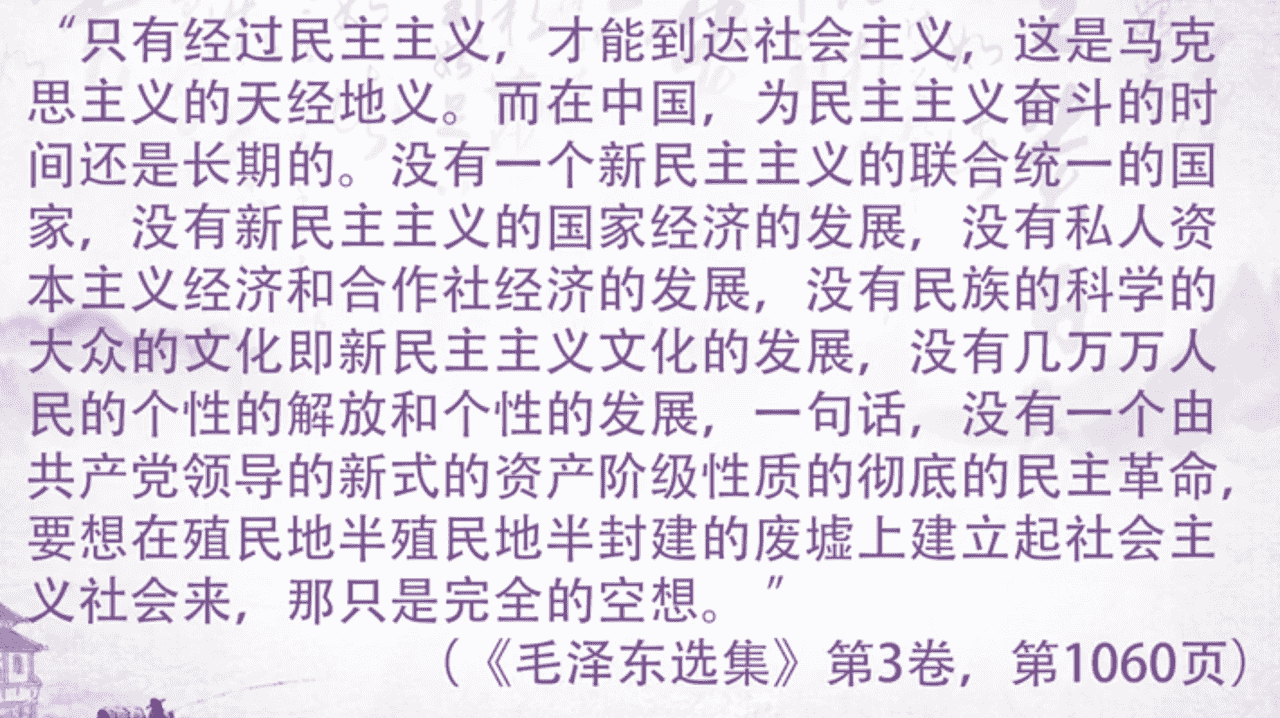 “只有经过民主主义，才能到达社会主义，这是马克
思主义的天经地义。而在中国，为民主主义奋斗的时
间还是长期的。没有一个新民主主义的联合统一的国
家，没有新民主主义的国家经济的发展，没有私人资
本主义经济和合作社经济的发展，没有民族的科学的
大众的文化即新民主主义文化的发展，没有几万万人
民的个性的解放和个性的发展，一句话，没有一个由
共产党领导的新式的资产阶级性质的彻底的民主革命，
要想在殖民地半殖民地半封建的废墟上建立起社会主
义社会来，那只是完全的空想。”
（《毛泽东选集》第3卷，第1060页）